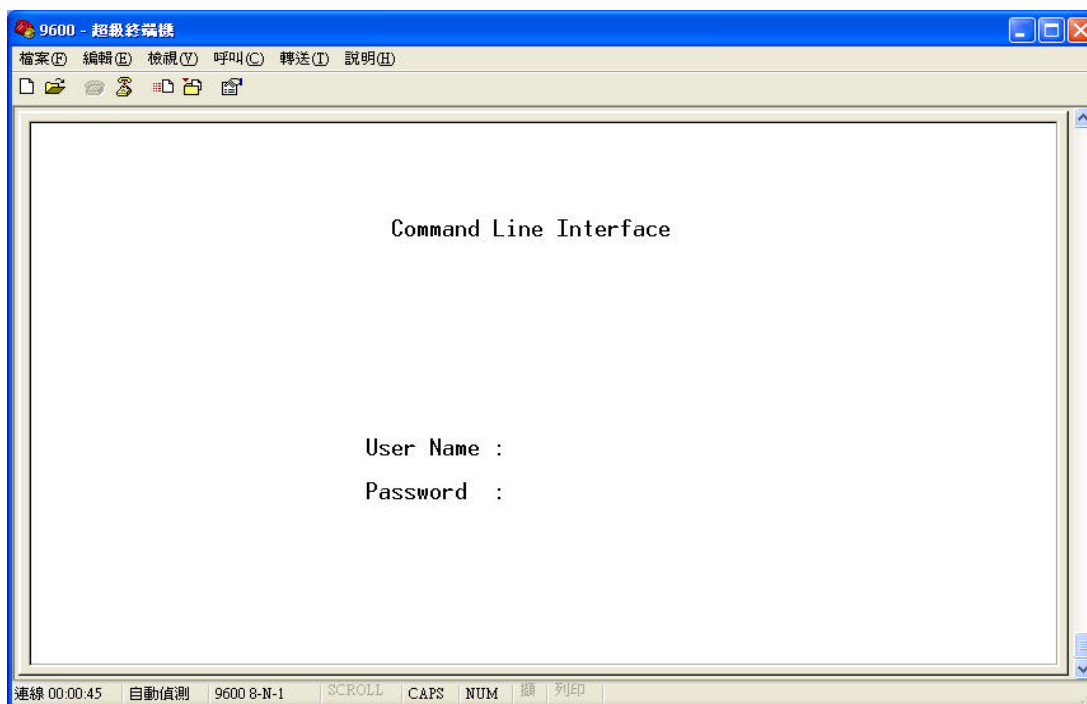 9600 - 超級終端機
檔案(F) 編輯(E) 檢視(V) 呼叫(C) 轉送(T) 說明(H)
Command Line Interface
User Name :
Password :
連線 00:00:45 自動偵測 9600 8-N-1 SCROLL CAPS NUM 擷 列印